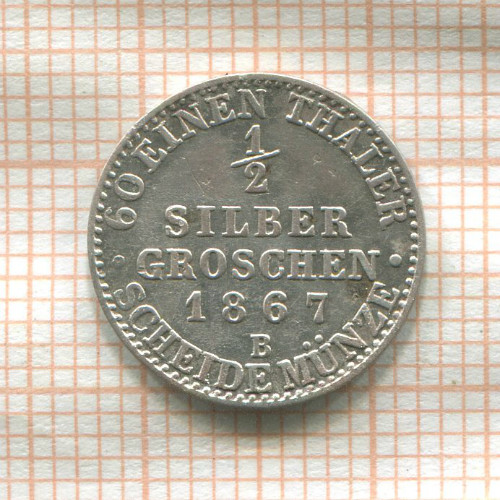 60 EINEN THALER
1/2
SILBER
GROSCHEN
1867
B
SCHEIDE MÜNZE